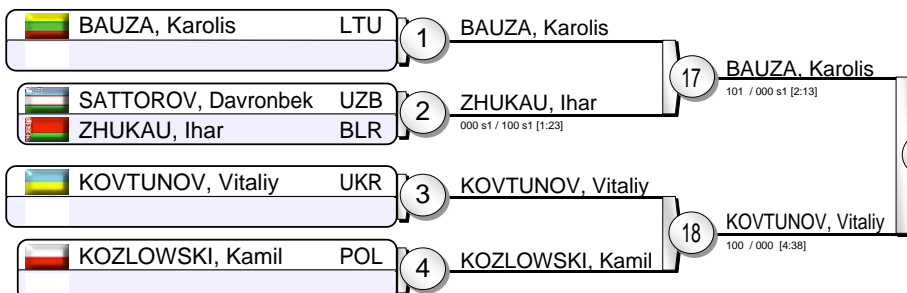 BAUZA, Karolis LTU
1
BAUZA, Karolis
17
BAUZA, Karolis
101 / 000 s1 [2:13]
SATTOROV, Davronbek UZB
ZHUKAU, Ihar BLR
2
ZHUKAU, Ihar
000 s1 / 100 s1 [1:23]
KOVTUNOV, Vitaliy UKR
3
KOVTUNOV, Vitaliy
18
KOVTUNOV, Vitaliy
100 / 000 [4:38]
KOZLOWSKI, Kamil POL
4
KOZLOWSKI, Kamil